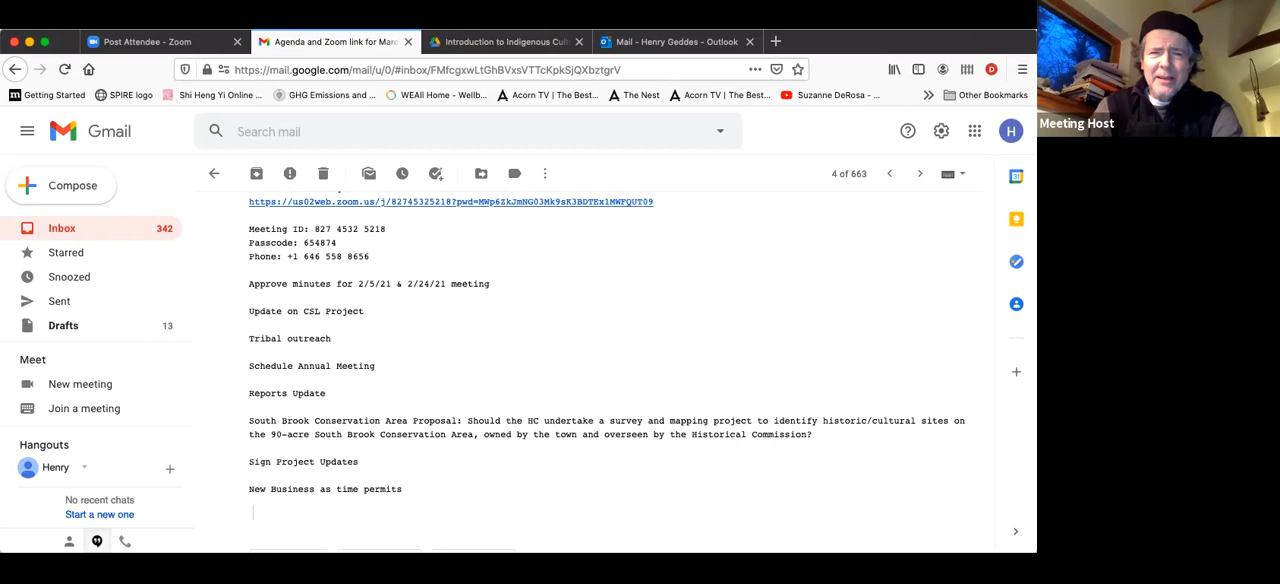 Post Attendee - Zoom
Agenda and Zoom link for Marc
Introduction to Indigenous Cult
Mail - Henry Geddes - Outlook
https://mail.google.com/mail/u/0/#inbox/FMfcgxwLtGhBVxsVTTcKpkSjQXbztgrV
Getting Started
SPIRE logo
Shi Heng Yi Online ...
GHG Emissions and ...
WEAll Home - Wellb...
Acorn TV | The Best...
The Nest
Acorn TV | The Best...
Suzanne DeRosa - ...
Other Bookmarks
Meeting Host
Gmail
Search mail
H
Compose
4 of 663
Inbox 342
Starred
Snoozed
Sent
Drafts 13
Meet
New meeting
Join a meeting
Hangouts
Henry
No recent chats
Start a new one
https://us02web.zoom.us/j/82745325218?pwd=MWp6ZkJmNG03Mk9sK3BDTEx1MWFQUT09
Meeting ID: 827 4532 5218
Passcode: 654874
Phone: +1 646 558 8656
Approve minutes for 2/5/21 & 2/24/21 meeting
Update on CSL Project
Tribal outreach
Schedule Annual Meeting
Reports Update
South Brook Conservation Area Proposal: Should the HC undertake a survey and mapping project to identify historic/cultural sites on
the 90-acre South Brook Conservation Area, owned by the town and overseen by the Historical Commission?
Sign Project Updates
New Business as time permits